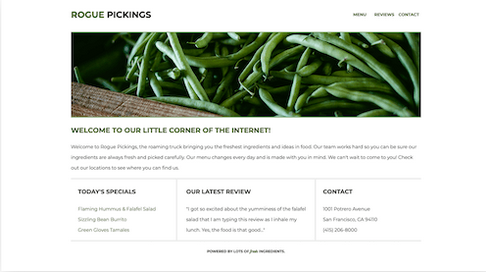 ROGUE PICKINGS
MENU REVIEWS CONTACT
WELCOME TO OUR LITTLE CORNER OF THE INTERNET!
Welcome to Rogue Pickings, the roaming truck bringing you the freshest ingredients and ideas in food. Our team works hard so you can be sure our
ingredients are always fresh and picked carefully. Our menu changes every day and is made with you in mind. We can't wait to come to you! Check
out our locations to see where you can find us.
TODAY'S SPECIALS
Flaming Hummus & Falafel Salad
Sizzling Bean Burrito
Green Gloves Tamales
OUR LATEST REVIEW
"I got so excited about the yumminess of the falafel
salad that I am typing this review as I inhale my
lunch. Yes, the food is that good..."
CONTACT
1001 Potrero Avenue
San Francisco, CA 94110
(415) 206-8000
POWERED BY LOTS OF fresh INGREDIENTS.